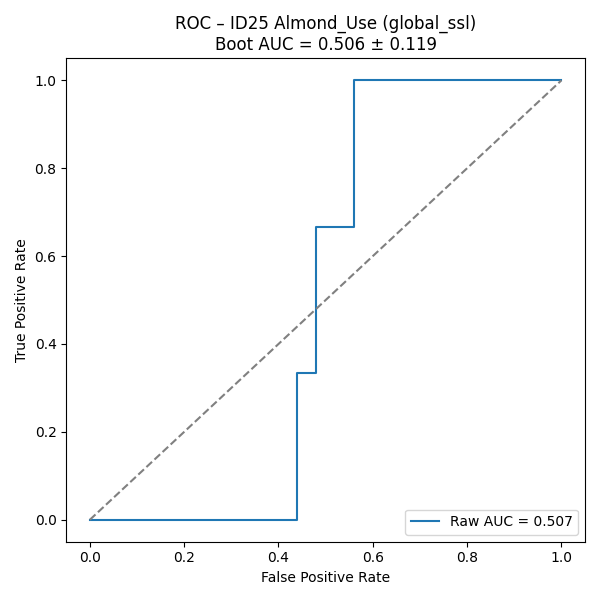 ROC – ID25 Almond_Use (global_ssl)
Boot AUC = 0.506 ± 0.119
1.0
0.8
0.6
0.4
0.2
0.0
True Positive Rate
Raw AUC = 0.507
0.0 0.2 0.4 0.6 0.8 1.0
False Positive Rate